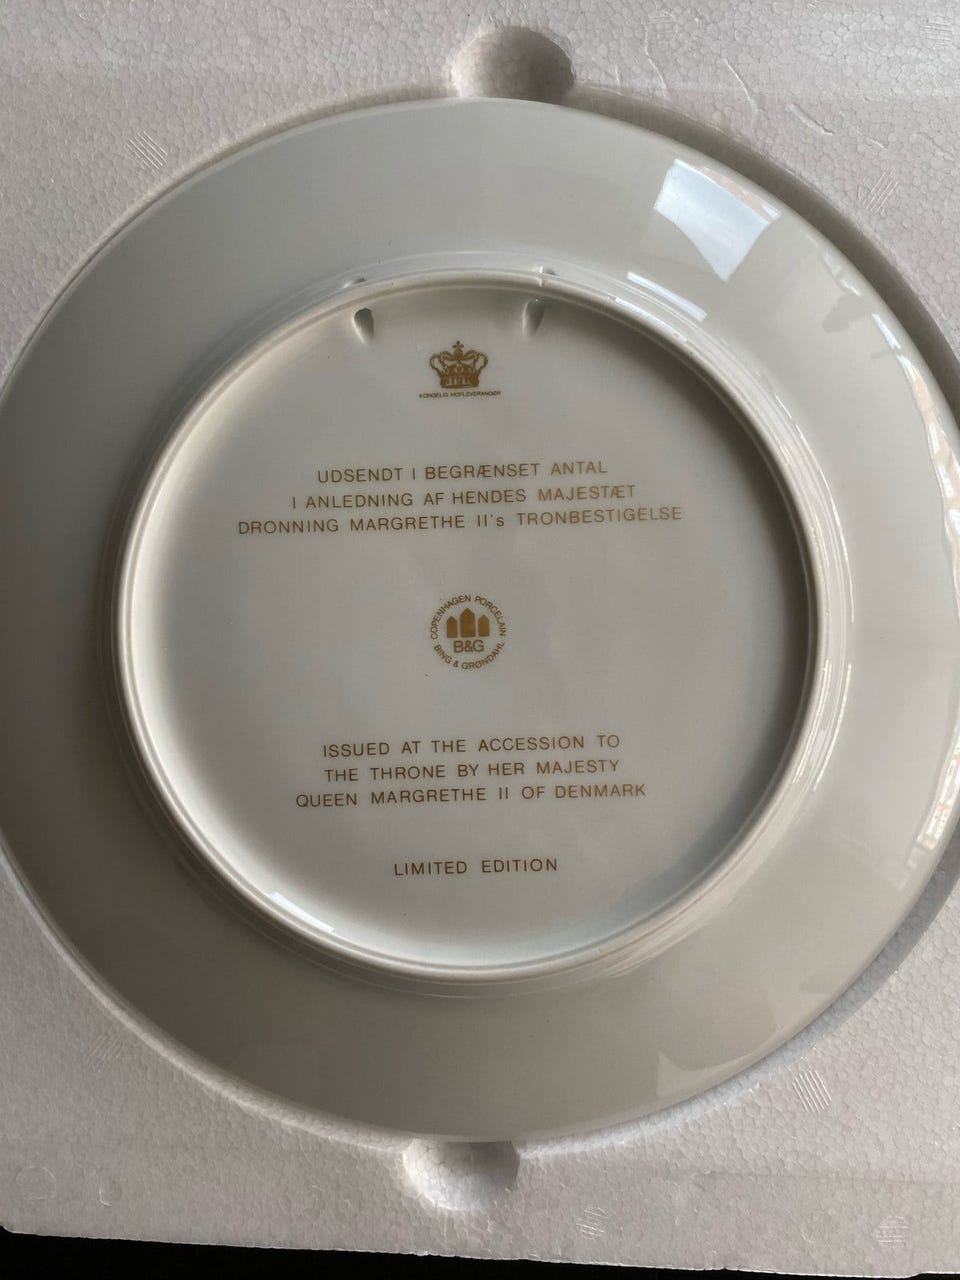 KONGELIG HOFLEVERANDØR
UDSENDT I BEGRÆNSET ANTAL
I ANLEDNING AF HENDES MAJESTÆT
DRONNING MARGRETHE II's TRONBESTIGELSE
COPENHAGEN PORCELAIN
B&G
BING & GRØNDAHL
ISSUED AT THE ACCESSION TO
THE THRONE BY HER MAJESTY
QUEEN MARGRETHE II OF DENMARK
LIMITED EDITION